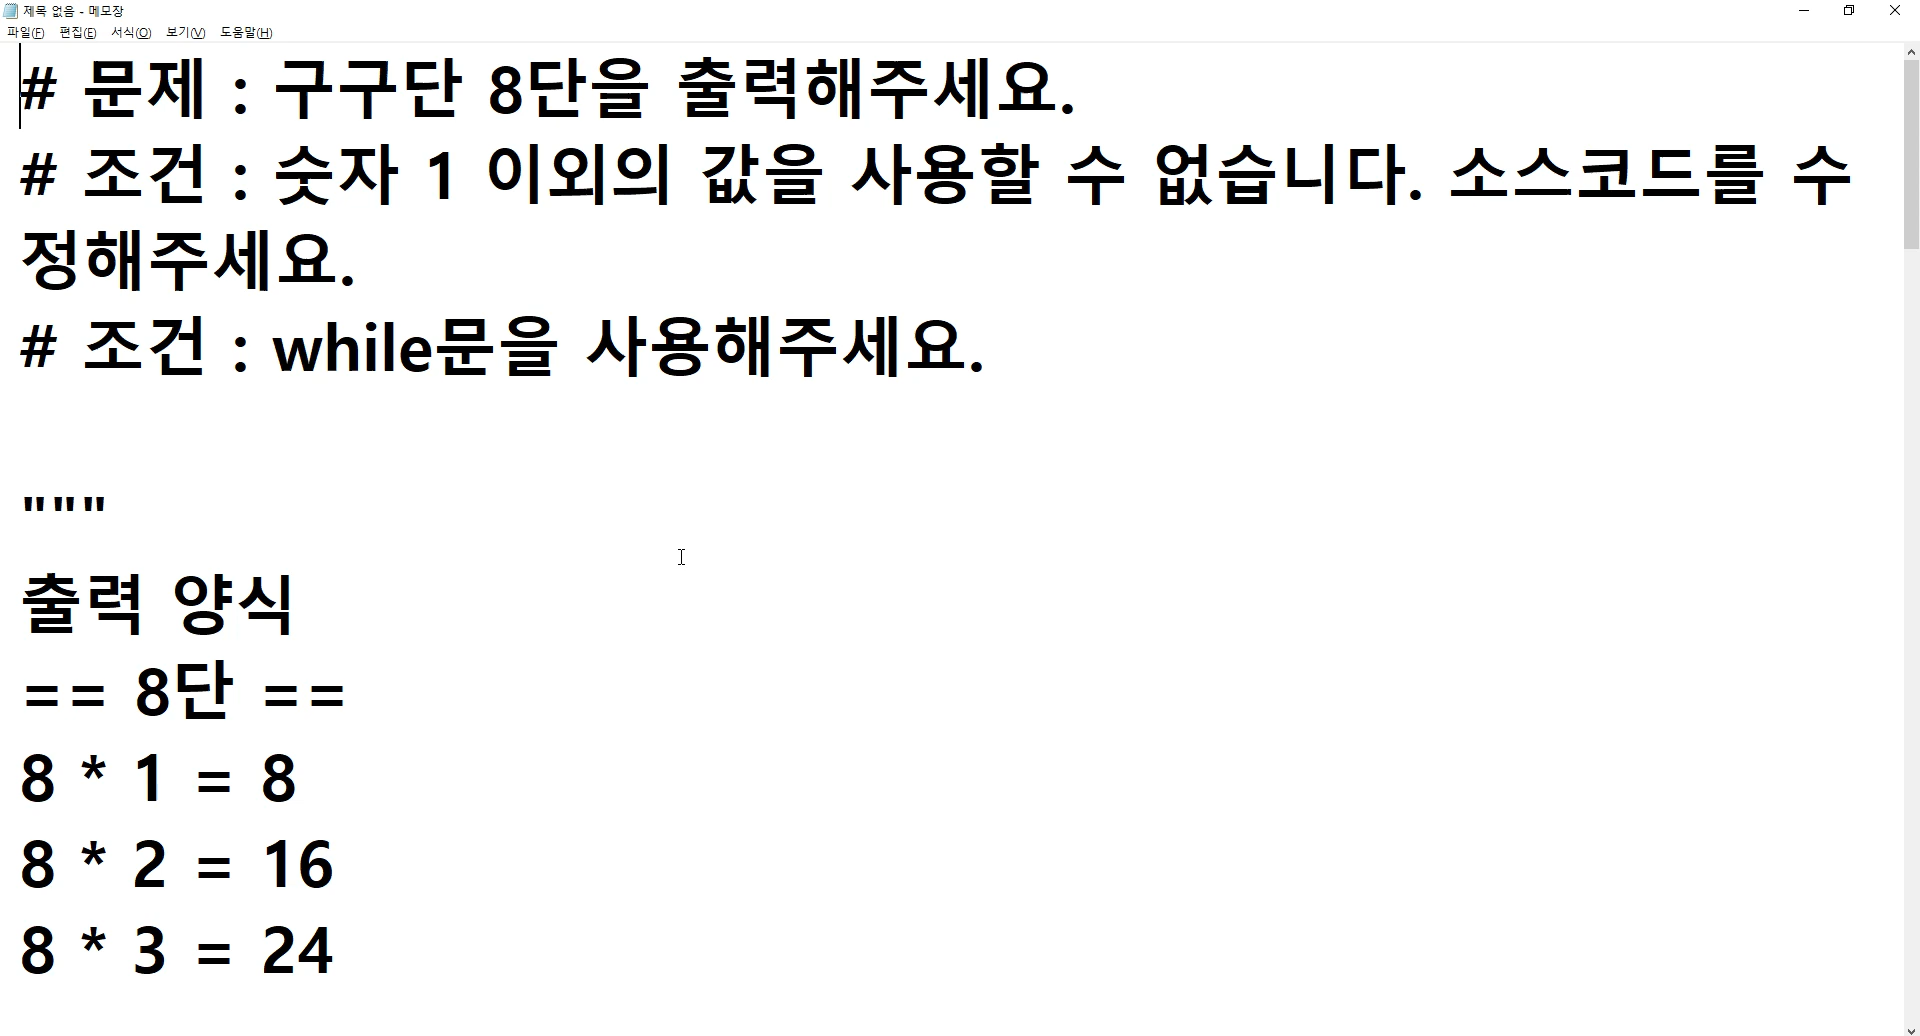 제목 없음 - 메모장
파일(F) 편집(E) 서식(O) 보기(V) 도움말(H)
# 문제 : 구구단 8단을 출력해주세요.
# 조건 : 숫자 1 이외의 값을 사용할 수 없습니다. 소스코드를 수
정해주세요.
# 조건 : while문을 사용해주세요.
"""
출력 양식
== 8단 ==
8 * 1 = 8
8 * 2 = 16
8 * 3 = 24